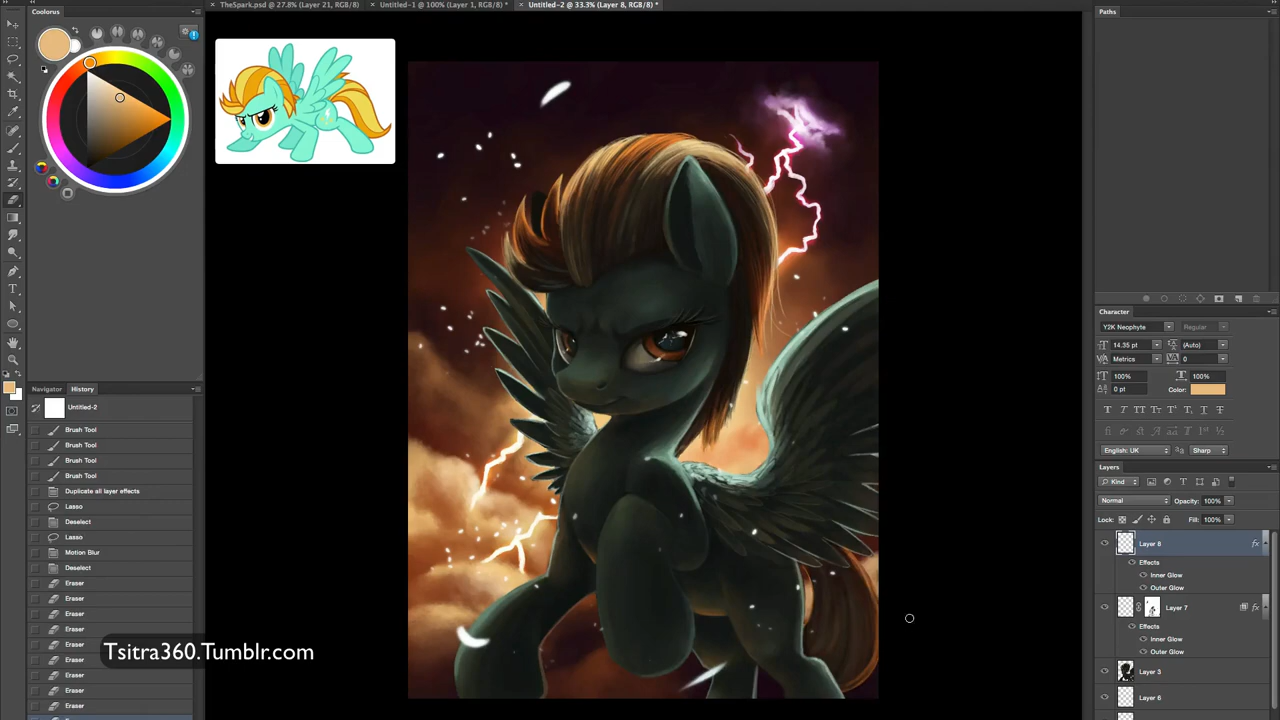 TheSpark.psd @ 27.8% (Layer 21, RGB/8)
Untitled-1 @ 100% (Layer 1, RGB/8) *
Untitled-2 @ 33.3% (Layer 8, RGB/8) *
Colorus
Navigator
History
Untitled-2
Brush Tool
Brush Tool
Brush Tool
Brush Tool
Duplicate all layer effects
Lasso
Deselect
Lasso
Motion Blur
Deselect
Eraser
Eraser
Eraser
Eraser
Eraser
Eraser
Eraser
Eraser
Eraser
Tsitra360.Tumblr.com
Paths
Character
Y2K Neophyte
Regular
14.35 pt
(Auto)
Metrics
0
100%
100%
0 pt
Color:
English: UK
Sharp
Layers
Kind
Normal
Opacity: 100%
Lock:
Fill: 100%
Layer 8
Effects
Inner Glow
Outer Glow
Layer 7
Effects
Inner Glow
Outer Glow
Layer 3
Layer 6